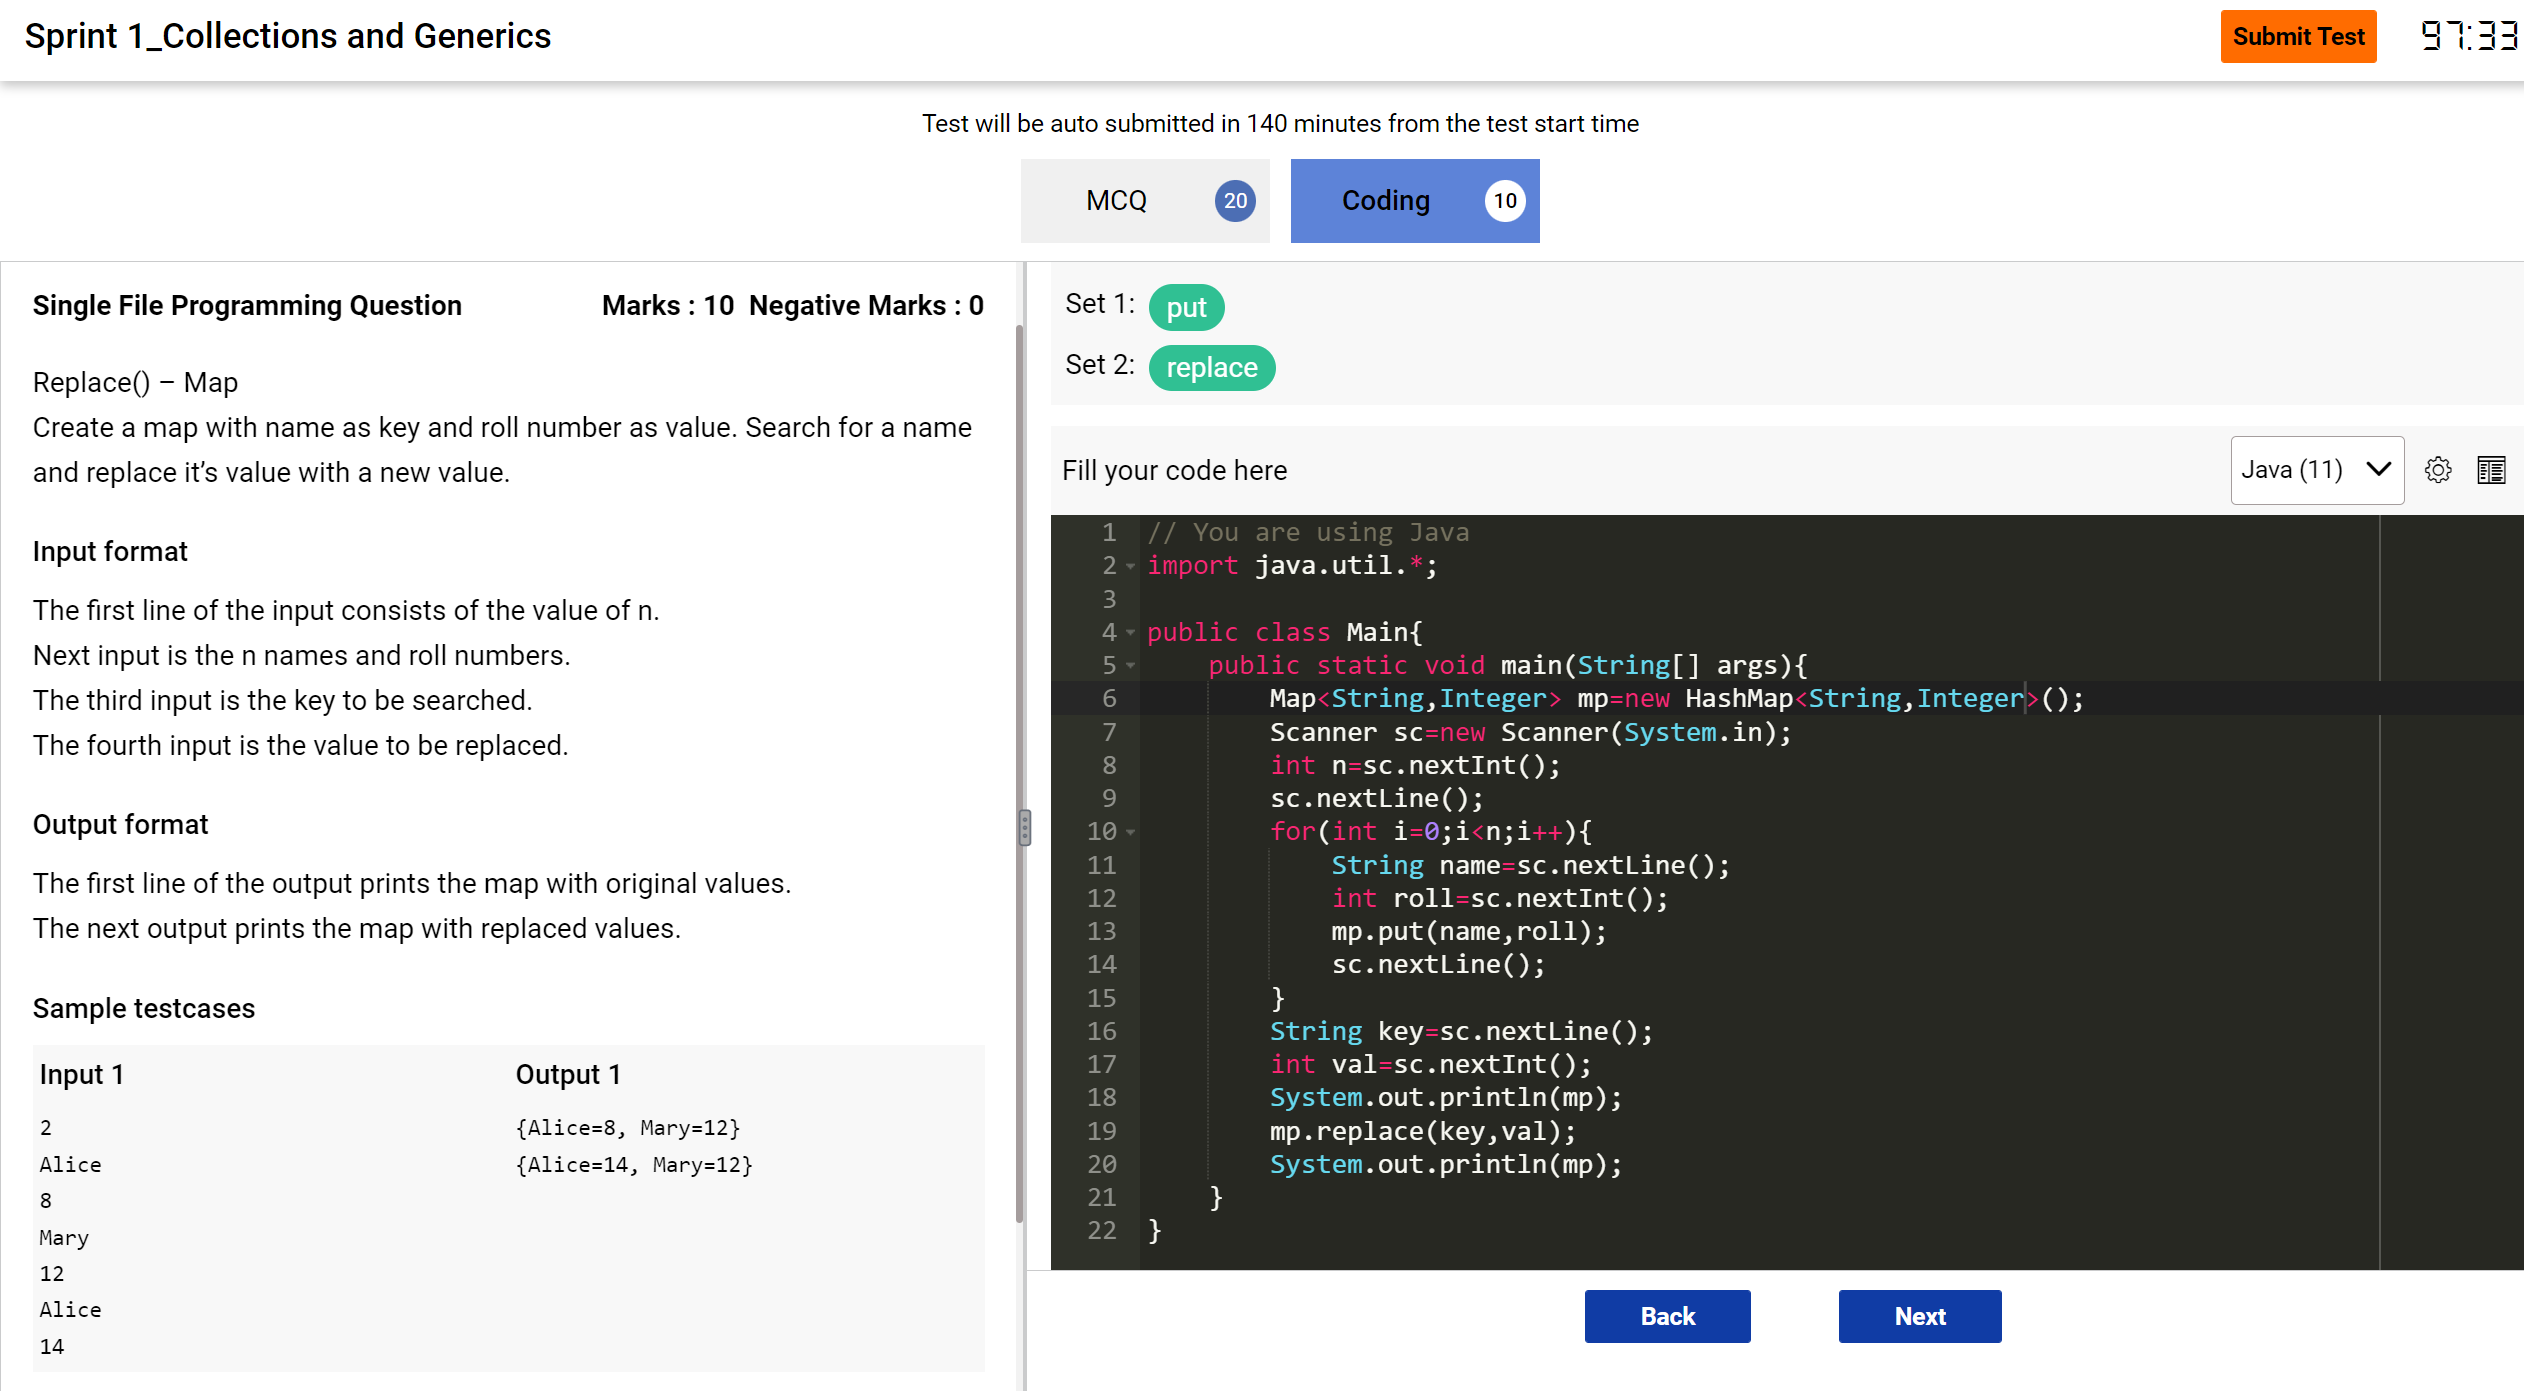 Sprint 1_Collections and Generics
Submit Test
97:33
Test will be auto submitted in 140 minutes from the test start time
MCQ 20
Coding 10
Single File Programming Question Marks : 10 Negative Marks : 0
Replace() – Map
Create a map with name as key and roll number as value. Search for a name
and replace it’s value with a new value.
Input format
The first line of the input consists of the value of n.
Next input is the n names and roll numbers.
The third input is the key to be searched.
The fourth input is the value to be replaced.
Output format
The first line of the output prints the map with original values.
The next output prints the map with replaced values.
Sample testcases
Input 1
2
Alice
8
Mary
12
Alice
14
Output 1
{Alice=8, Mary=12}
{Alice=14, Mary=12}
Set 1: put
Set 2: replace
Fill your code here
Java (11)
1 // You are using Java
2 import java.util.*;
3
4 public class Main{
5 public static void main(String[] args){
6 Map<String,Integer> mp=new HashMap<String,Integer>();
7 Scanner sc=new Scanner(System.in);
8 int n=sc.nextInt();
9 sc.nextLine();
10 for(int i=0;i<n;i++){
11 String name=sc.nextLine();
12 int roll=sc.nextInt();
13 mp.put(name,roll);
14 sc.nextLine();
15 }
16 String key=sc.nextLine();
17 int val=sc.nextInt();
18 System.out.println(mp);
19 mp.replace(key,val);
20 System.out.println(mp);
21 }
22 }
Back
Next